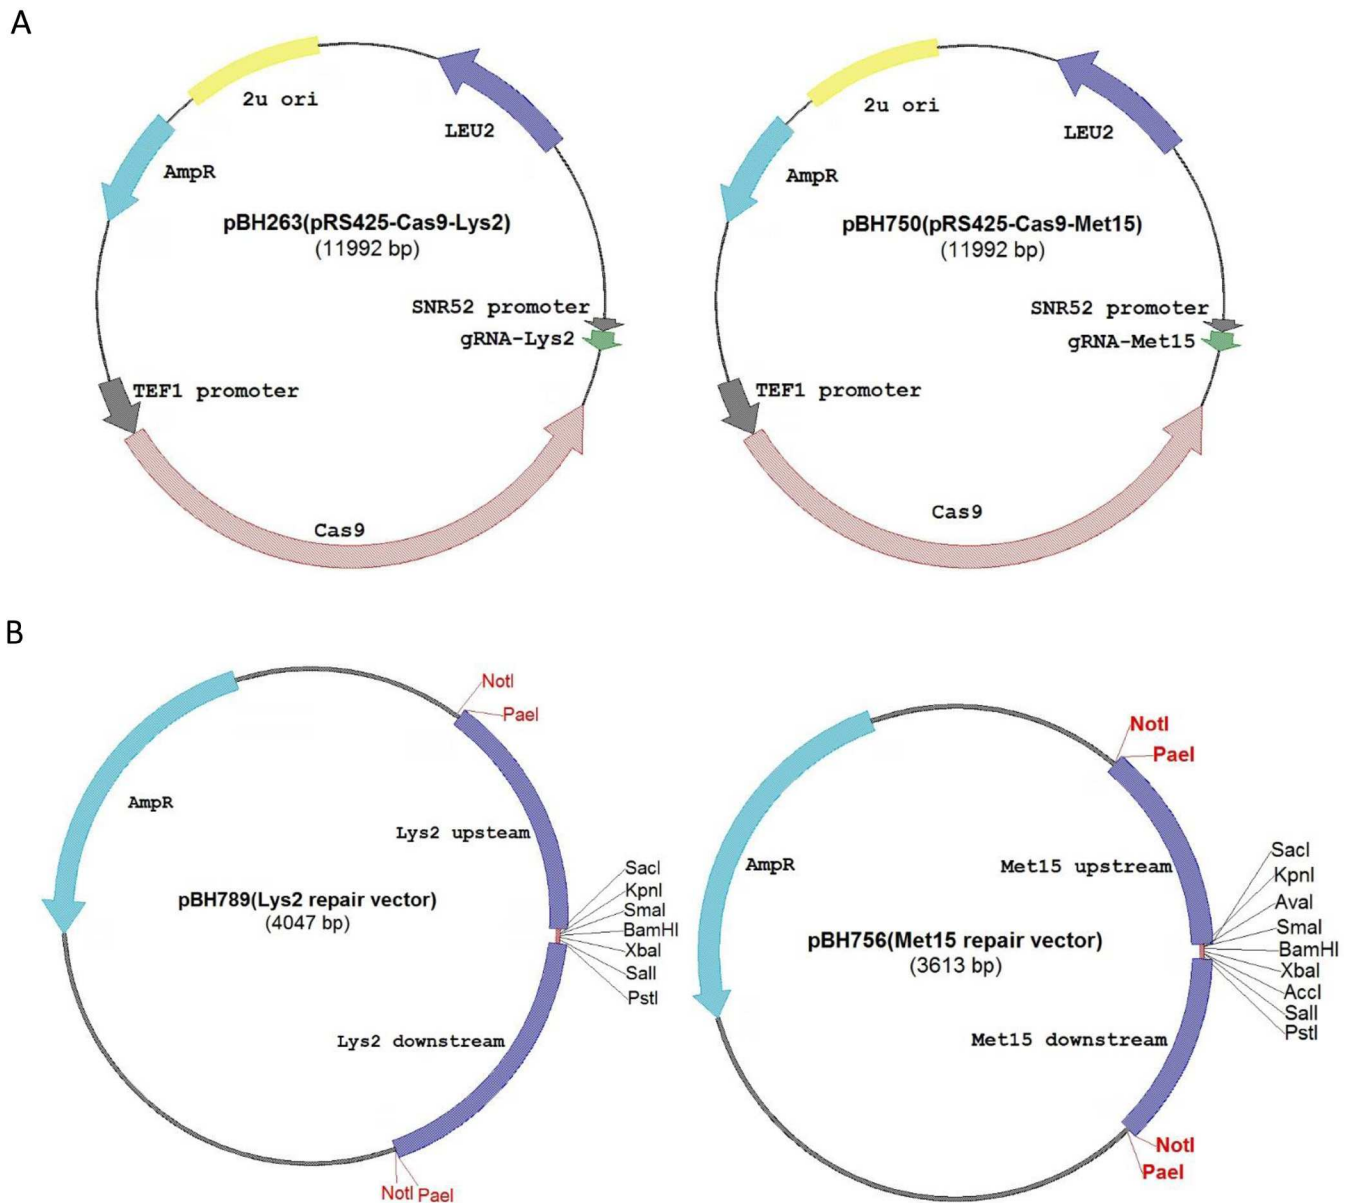 A
2u ori
LEU2
AmpR
pBH263(pRS425-Cas9-Lys2)
(11992 bp)
SNR52 promoter
gRNA-Lys2
TEF1 promoter
Cas9
2u ori
LEU2
AmpR
pBH750(pRS425-Cas9-Met15)
(11992 bp)
SNR52 promoter
gRNA-Met15
TEF1 promoter
Cas9
B
NotI
PaeI
AmpR
Lys2 upsteam
SacI
KpnI
SmaI
BamHI
XbaI
SalI
PstI
pBH789(Lys2 repair vector)
(4047 bp)
Lys2 downstream
NotI PaeI
NotI
PaeI
AmpR
Met15 upstream
SacI
KpnI
AvaI
SmaI
BamHI
XbaI
AccI
SalI
PstI
pBH756(Met15 repair vector)
(3613 bp)
Met15 downstream
NotI
PaeI